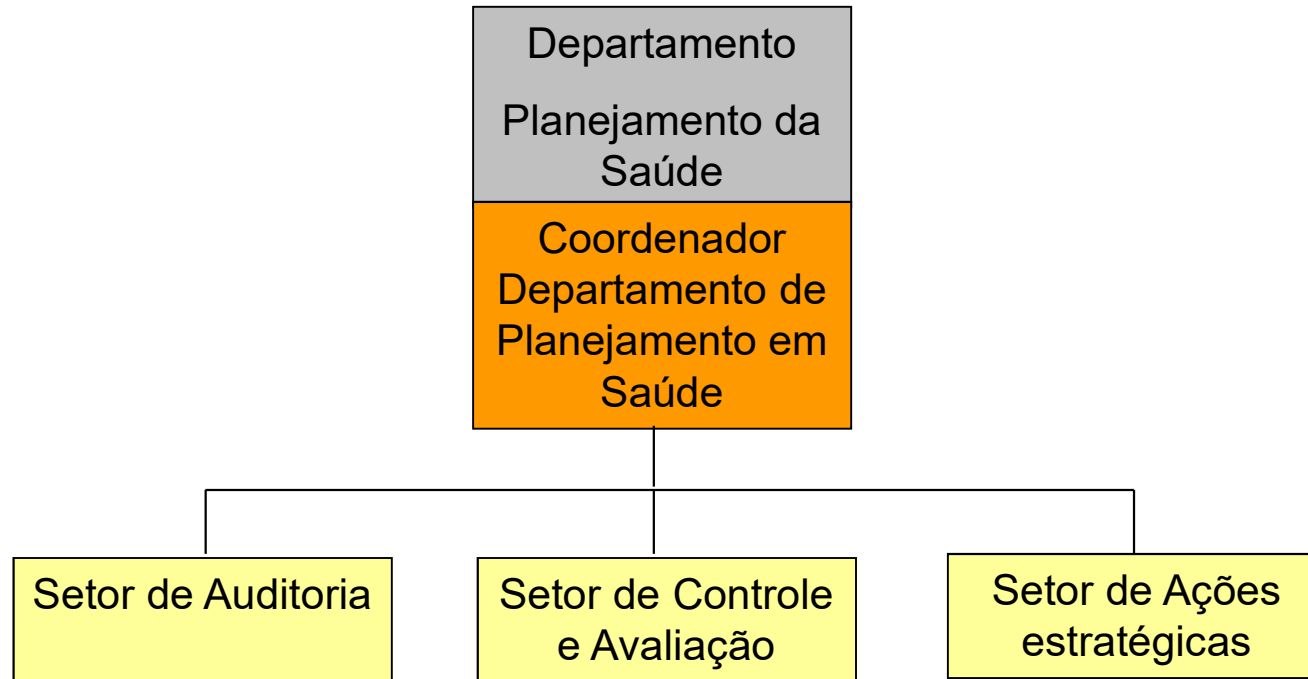 Departamento
Planejamento da
Saúde
Coordenador
Departamento de
Planejamento em
Saúde
Setor de Auditoria
Setor de Controle
e Avaliação
Setor de Ações
estratégicas